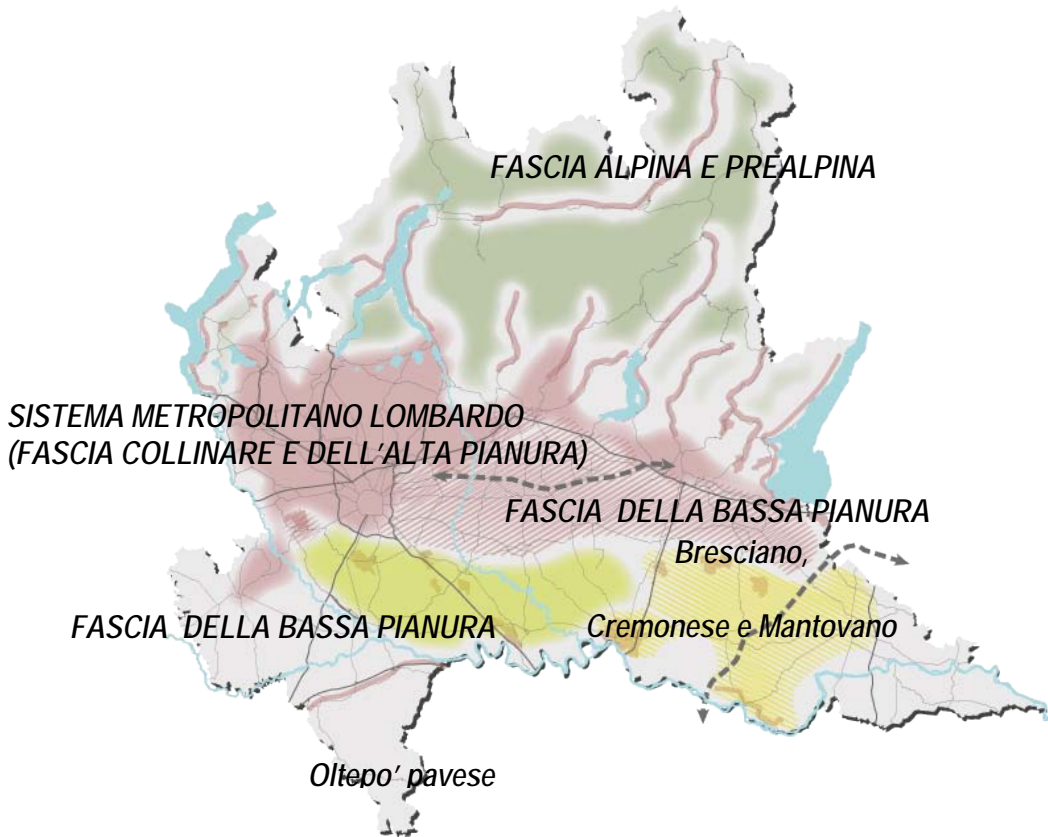 FASCIA ALPINA E PREALPINA
SISTEMA METROPOLITANO LOMBARDO
(FASCIA COLLINARE E DELL'ALTA PIANURA)
FASCIA DELLA BASSA PIANURA
Bresciano,
FASCIA DELLA BASSA PIANURA
Cremonese e Mantovano
Oltepo' pavese